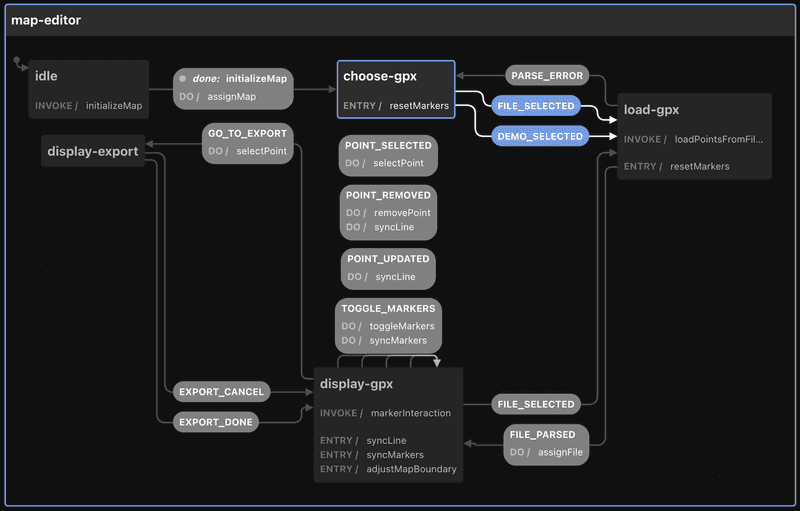 map-editor
idle
INVOKE / initializeMap
done: initializeMap
DO / assignMap
choose-gpx
ENTRY / resetMarkers
PARSE_ERROR
FILE_SELECTED
DEMO_SELECTED
load-gpx
INVOKE / loadPointsFromFil...
ENTRY / resetMarkers
display-export
GO_TO_EXPORT
DO / selectPoint
POINT_SELECTED
DO / selectPoint
POINT_REMOVED
DO / removePoint
DO / syncLine
POINT_UPDATED
DO / syncLine
TOGGLE_MARKERS
DO / toggleMarkers
DO / syncMarkers
EXPORT_CANCEL
EXPORT_DONE
display-gpx
INVOKE / markerInteraction
ENTRY / syncLine
ENTRY / syncMarkers
ENTRY / adjustMapBoundary
FILE_SELECTED
FILE_PARSED
DO / assignFile